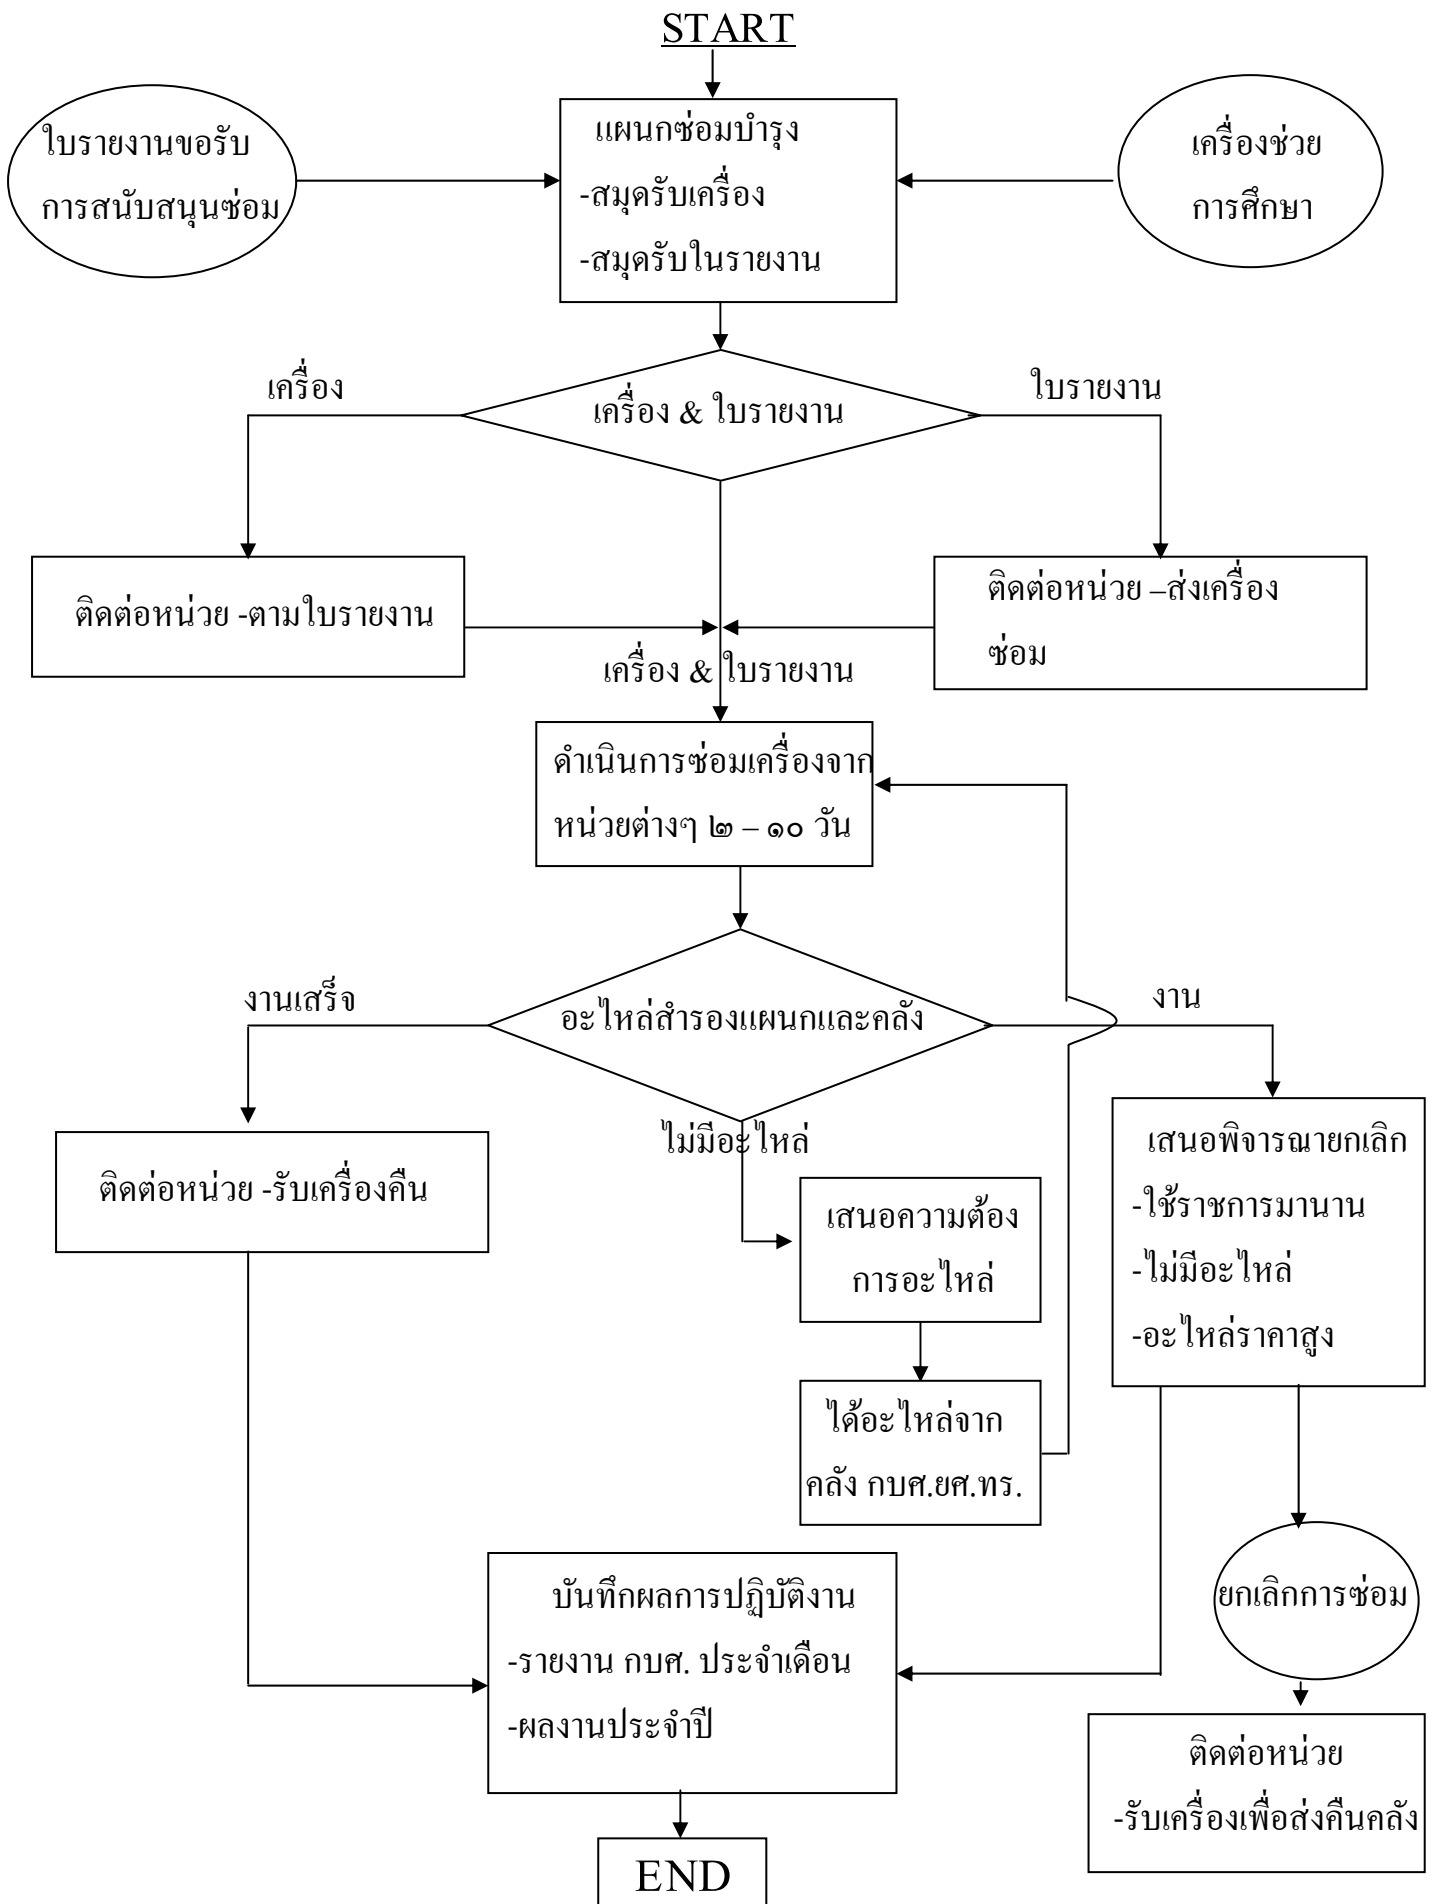 START
ใบรายงานขอรับ
การสนับสนุนซ่อม
แผนกซ่อมบำรุง
-สมุดรับเครื่อง
-สมุดรับในรายงาน
เครื่องช่วย
การศึกษา
เครื่อง
เครื่อง & ใบรายงาน
ใบรายงาน
ติดต่อหน่วย -ตามใบรายงาน
ติดต่อหน่วย –ส่งเครื่อง
ซ่อม
เครื่อง & ใบรายงาน
ดำเนินการซ่อมเครื่องจาก
หน่วยต่างๆ ๒ – ๑๐ วัน
งานเสร็จ
อะไหล่สำรองแผนกและคลัง
งาน
ไม่มีอะไหล่
ติดต่อหน่วย -รับเครื่องคืน
เสนอความต้อง
การอะไหล่
เสนอพิจารณายกเลิก
-ใช้ราชการมานาน
-ไม่มีอะไหล่
-อะไหล่ราคาสูง
ได้อะไหล่จาก
คลัง กบศ.ยศ.ทร.
ยกเลิกการซ่อม
บันทึกผลการปฏิบัติงาน
-รายงาน กบศ. ประจำเดือน
-ผลงานประจำปี
ติดต่อหน่วย
-รับเครื่องเพื่อส่งคืนคลัง
END